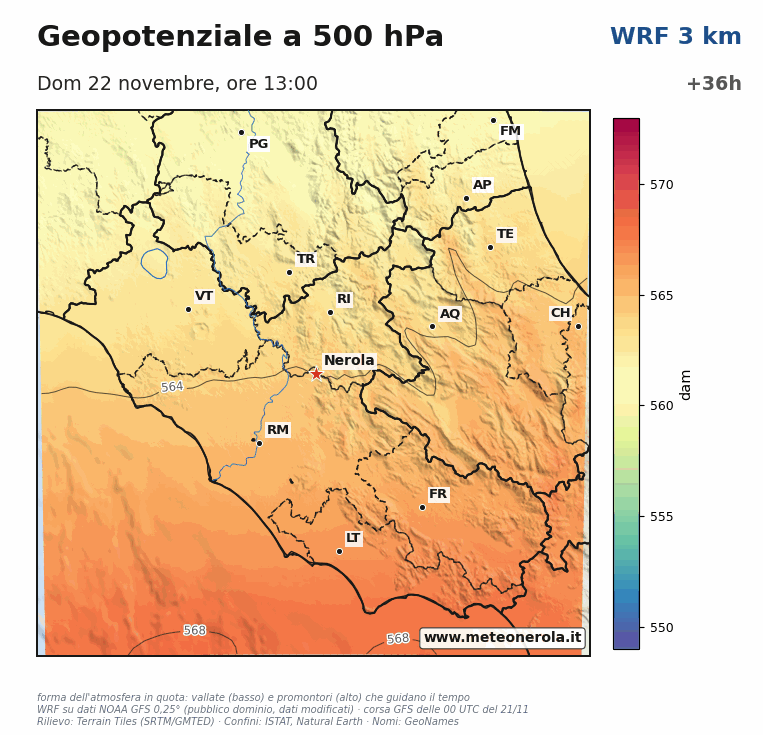 Geopotenziale a 500 hPa
WRF 3 km
Dom 22 novembre, ore 13:00
+36h
FM
PG
AP
TE
TR
VT
RI
AQ
CH
Nerola
564
RM
FR
LT
568
568
www.meteonerola.it
570
565
560
555
550
dam
forma dell'atmosfera in quota: vallate (basso) e promontori (alto) che guidano il tempo
WRF su dati NOAA GFS 0,25° (pubblico dominio, dati modificati) · corsa GFS delle 00 UTC del 21/11
Rilievo: Terrain Tiles (SRTM/GMTED) · Confini: ISTAT, Natural Earth · Nomi: GeoNames